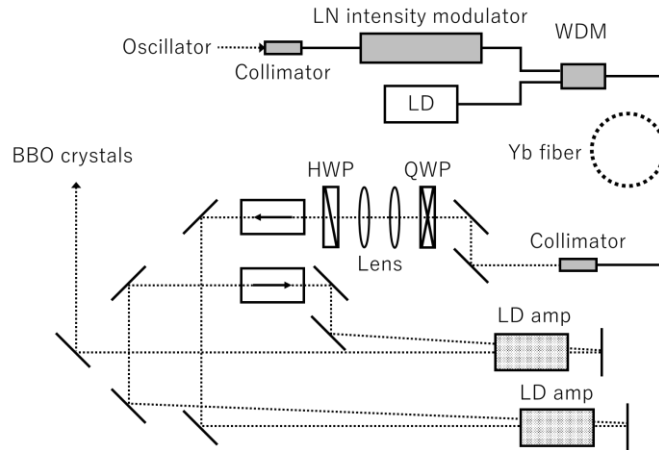 LN intensity modulator
Oscillator
Collimator
WDM
LD
Yb fiber
BBO crystals
HWP
QWP
Lens
Collimator
LD amp
LD amp